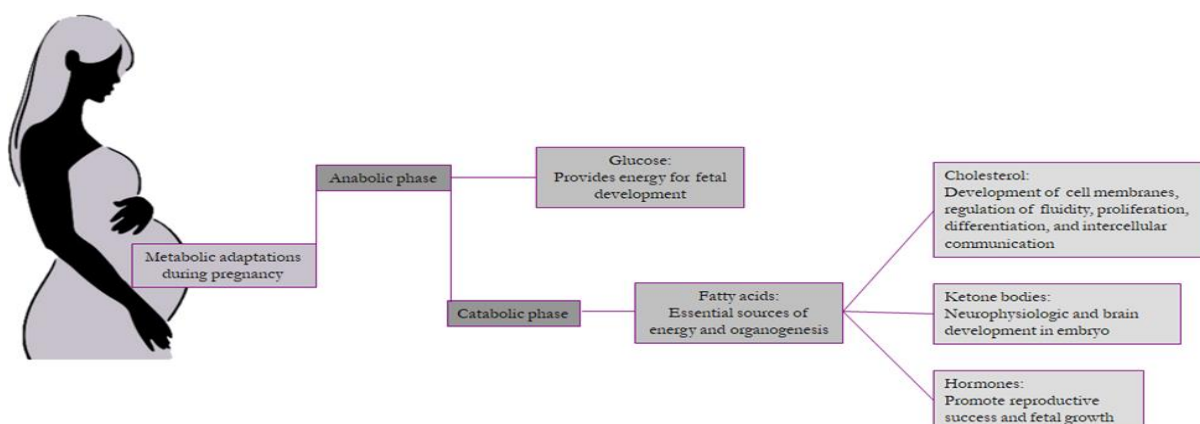 Metabolic adaptations
during pregnancy
Anabolic phase
Glucose:
Provides energy for fetal
development
Catabolic phase
Fatty acids:
Essential sources of
energy and organogenesis
Cholesterol:
Development of cell membranes,
regulation of fluidity, proliferation,
differentiation, and intercellular
communication
Ketone bodies:
Neurophysiologic and brain
development in embryo
Hormones:
Promote reproductive
success and fetal growth